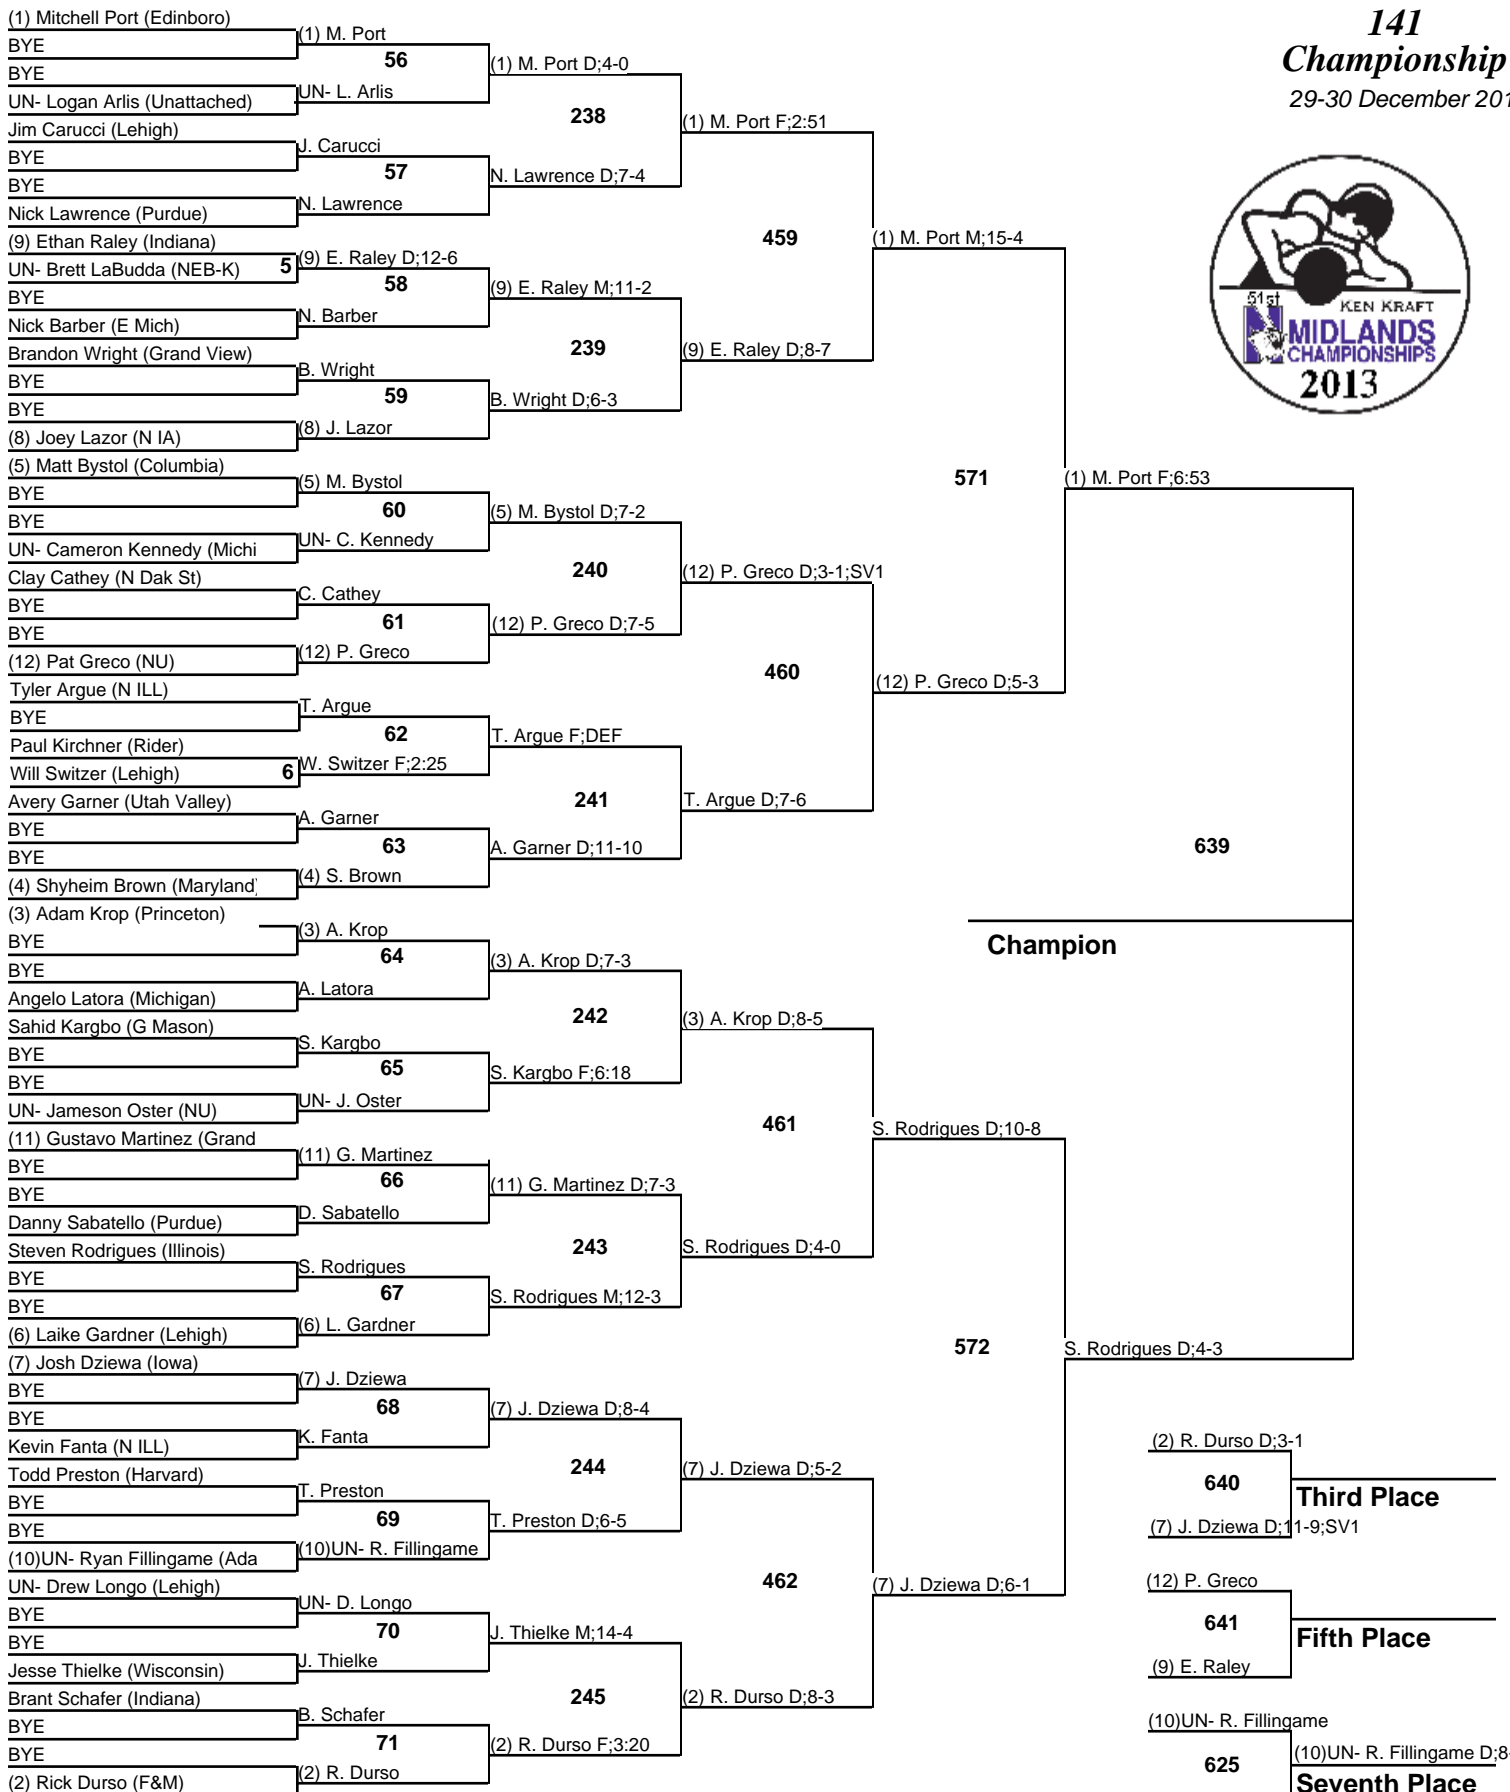 141
Championship
29-30 December 201
51st
KEN KRAFT
N
MIDLANDS
CHAMPIONSHIPS
2013
(1) Mitchell Port (Edinboro)
BYE
BYE
UN- Logan Arlis (Unattached)
Jim Carucci (Lehigh)
BYE
BYE
Nick Lawrence (Purdue)
(9) Ethan Raley (Indiana)
UN- Brett LaBudda (NEB-K)
5
BYE
Nick Barber (E Mich)
Brandon Wright (Grand View)
BYE
BYE
(8) Joey Lazor (N IA)
(5) Matt Bystol (Columbia)
BYE
BYE
UN- Cameron Kennedy (Michi
Clay Cathey (N Dak St)
BYE
BYE
(12) Pat Greco (NU)
Tyler Argue (N ILL)
BYE
Paul Kirchner (Rider)
Will Switzer (Lehigh)
6
Avery Garner (Utah Valley)
BYE
BYE
(4) Shyheim Brown (Maryland)
(3) Adam Krop (Princeton)
BYE
BYE
Angelo Latora (Michigan)
Sahid Kargbo (G Mason)
BYE
BYE
UN- Jameson Oster (NU)
(11) Gustavo Martinez (Grand
BYE
BYE
Danny Sabatello (Purdue)
Steven Rodrigues (Illinois)
BYE
BYE
(6) Laike Gardner (Lehigh)
(7) Josh Dziewa (Iowa)
BYE
BYE
Kevin Fanta (N ILL)
Todd Preston (Harvard)
BYE
BYE
(10)UN- Ryan Fillingame (Ada
UN- Drew Longo (Lehigh)
BYE
BYE
Jesse Thielke (Wisconsin)
Brant Schafer (Indiana)
BYE
BYE
(2) Rick Durso (F&M)
(1) M. Port
56
UN- L. Arlis
J. Carucci
57
N. Lawrence
(9) E. Raley D;12-6
58
N. Barber
B. Wright
59
(8) J. Lazor
(5) M. Bystol
60
UN- C. Kennedy
C. Cathey
61
(12) P. Greco
T. Argue
62
W. Switzer F;2:25
A. Garner
63
(4) S. Brown
(3) A. Krop
64
A. Latora
S. Kargbo
65
UN- J. Oster
(11) G. Martinez
66
D. Sabatello
S. Rodrigues
67
(6) L. Gardner
(7) J. Dziewa
68
K. Fanta
T. Preston
69
(10)UN- R. Fillingame
UN- D. Longo
70
J. Thielke
B. Schafer
71
(2) R. Durso
(1) M. Port D;4-0
238
N. Lawrence D;7-4
(9) E. Raley M;11-2
239
B. Wright D;6-3
(5) M. Bystol D;7-2
240
(12) P. Greco D;7-5
T. Argue F;DEF
241
A. Garner D;11-10
(3) A. Krop D;7-3
242
S. Kargbo F;6:18
(11) G. Martinez D;7-3
243
S. Rodrigues M;12-3
(7) J. Dziewa D;8-4
244
T. Preston D;6-5
J. Thielke M;14-4
245
(2) R. Durso F;3:20
(1) M. Port F;2:51
459
(9) E. Raley D;8-7
(12) P. Greco D;3-1;SV1
460
T. Argue D;7-6
(3) A. Krop D;8-5
461
S. Rodrigues D;4-0
(7) J. Dziewa D;5-2
462
(2) R. Durso D;8-3
(1) M. Port M;15-4
571
(12) P. Greco D;5-3
S. Rodrigues D;10-8
572
(7) J. Dziewa D;6-1
(1) M. Port F;6:53
639
S. Rodrigues D;4-3
Champion
(2) R. Durso D;3-1
640
Third Place
(7) J. Dziewa D;11-9;SV1
(12) P. Greco
641
Fifth Place
(9) E. Raley
(10)UN- R. Fillingame
625
(10)UN- R. Fillingame D;8-
Seventh Place